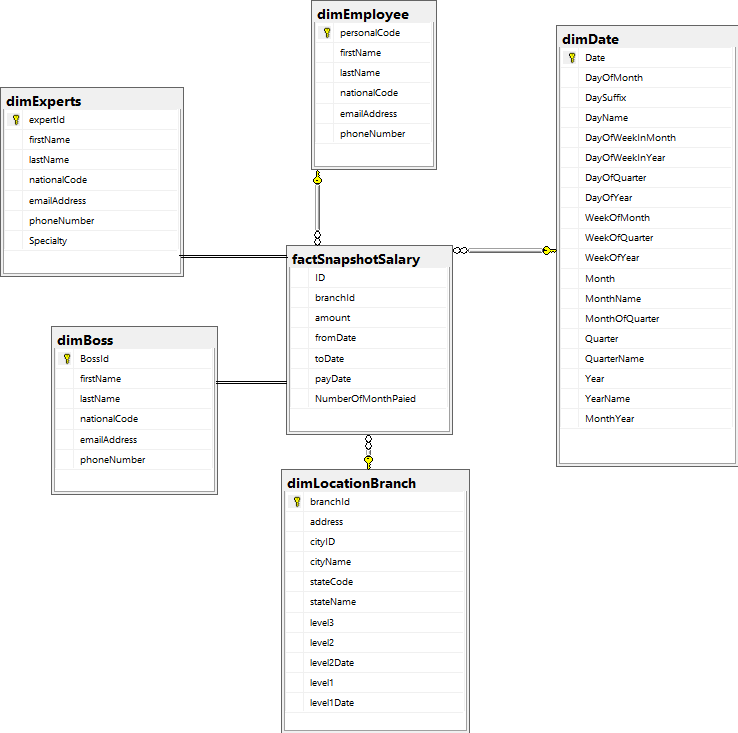 dimEmployee
personalCode
firstName
lastName
nationalCode
emailAddress
phoneNumber
dimDate
Date
DayOfMonth
DaySuffix
DayName
DayOfWeekInMonth
DayOfWeekInYear
DayOfQuarter
DayOfYear
WeekOfMonth
WeekOfQuarter
WeekOfYear
Month
MonthName
MonthOfQuarter
Quarter
QuarterName
Year
YearName
MonthYear
dimExperts
expertId
firstName
lastName
nationalCode
emailAddress
phoneNumber
Specialty
factSnapshotSalary
ID
branchId
amount
fromDate
toDate
payDate
NumberOfMonthPaied
dimBoss
BossId
firstName
lastName
nationalCode
emailAddress
phoneNumber
dimLocationBranch
branchId
address
cityID
cityName
stateCode
stateName
level3
level2
level2Date
level1
level1Date